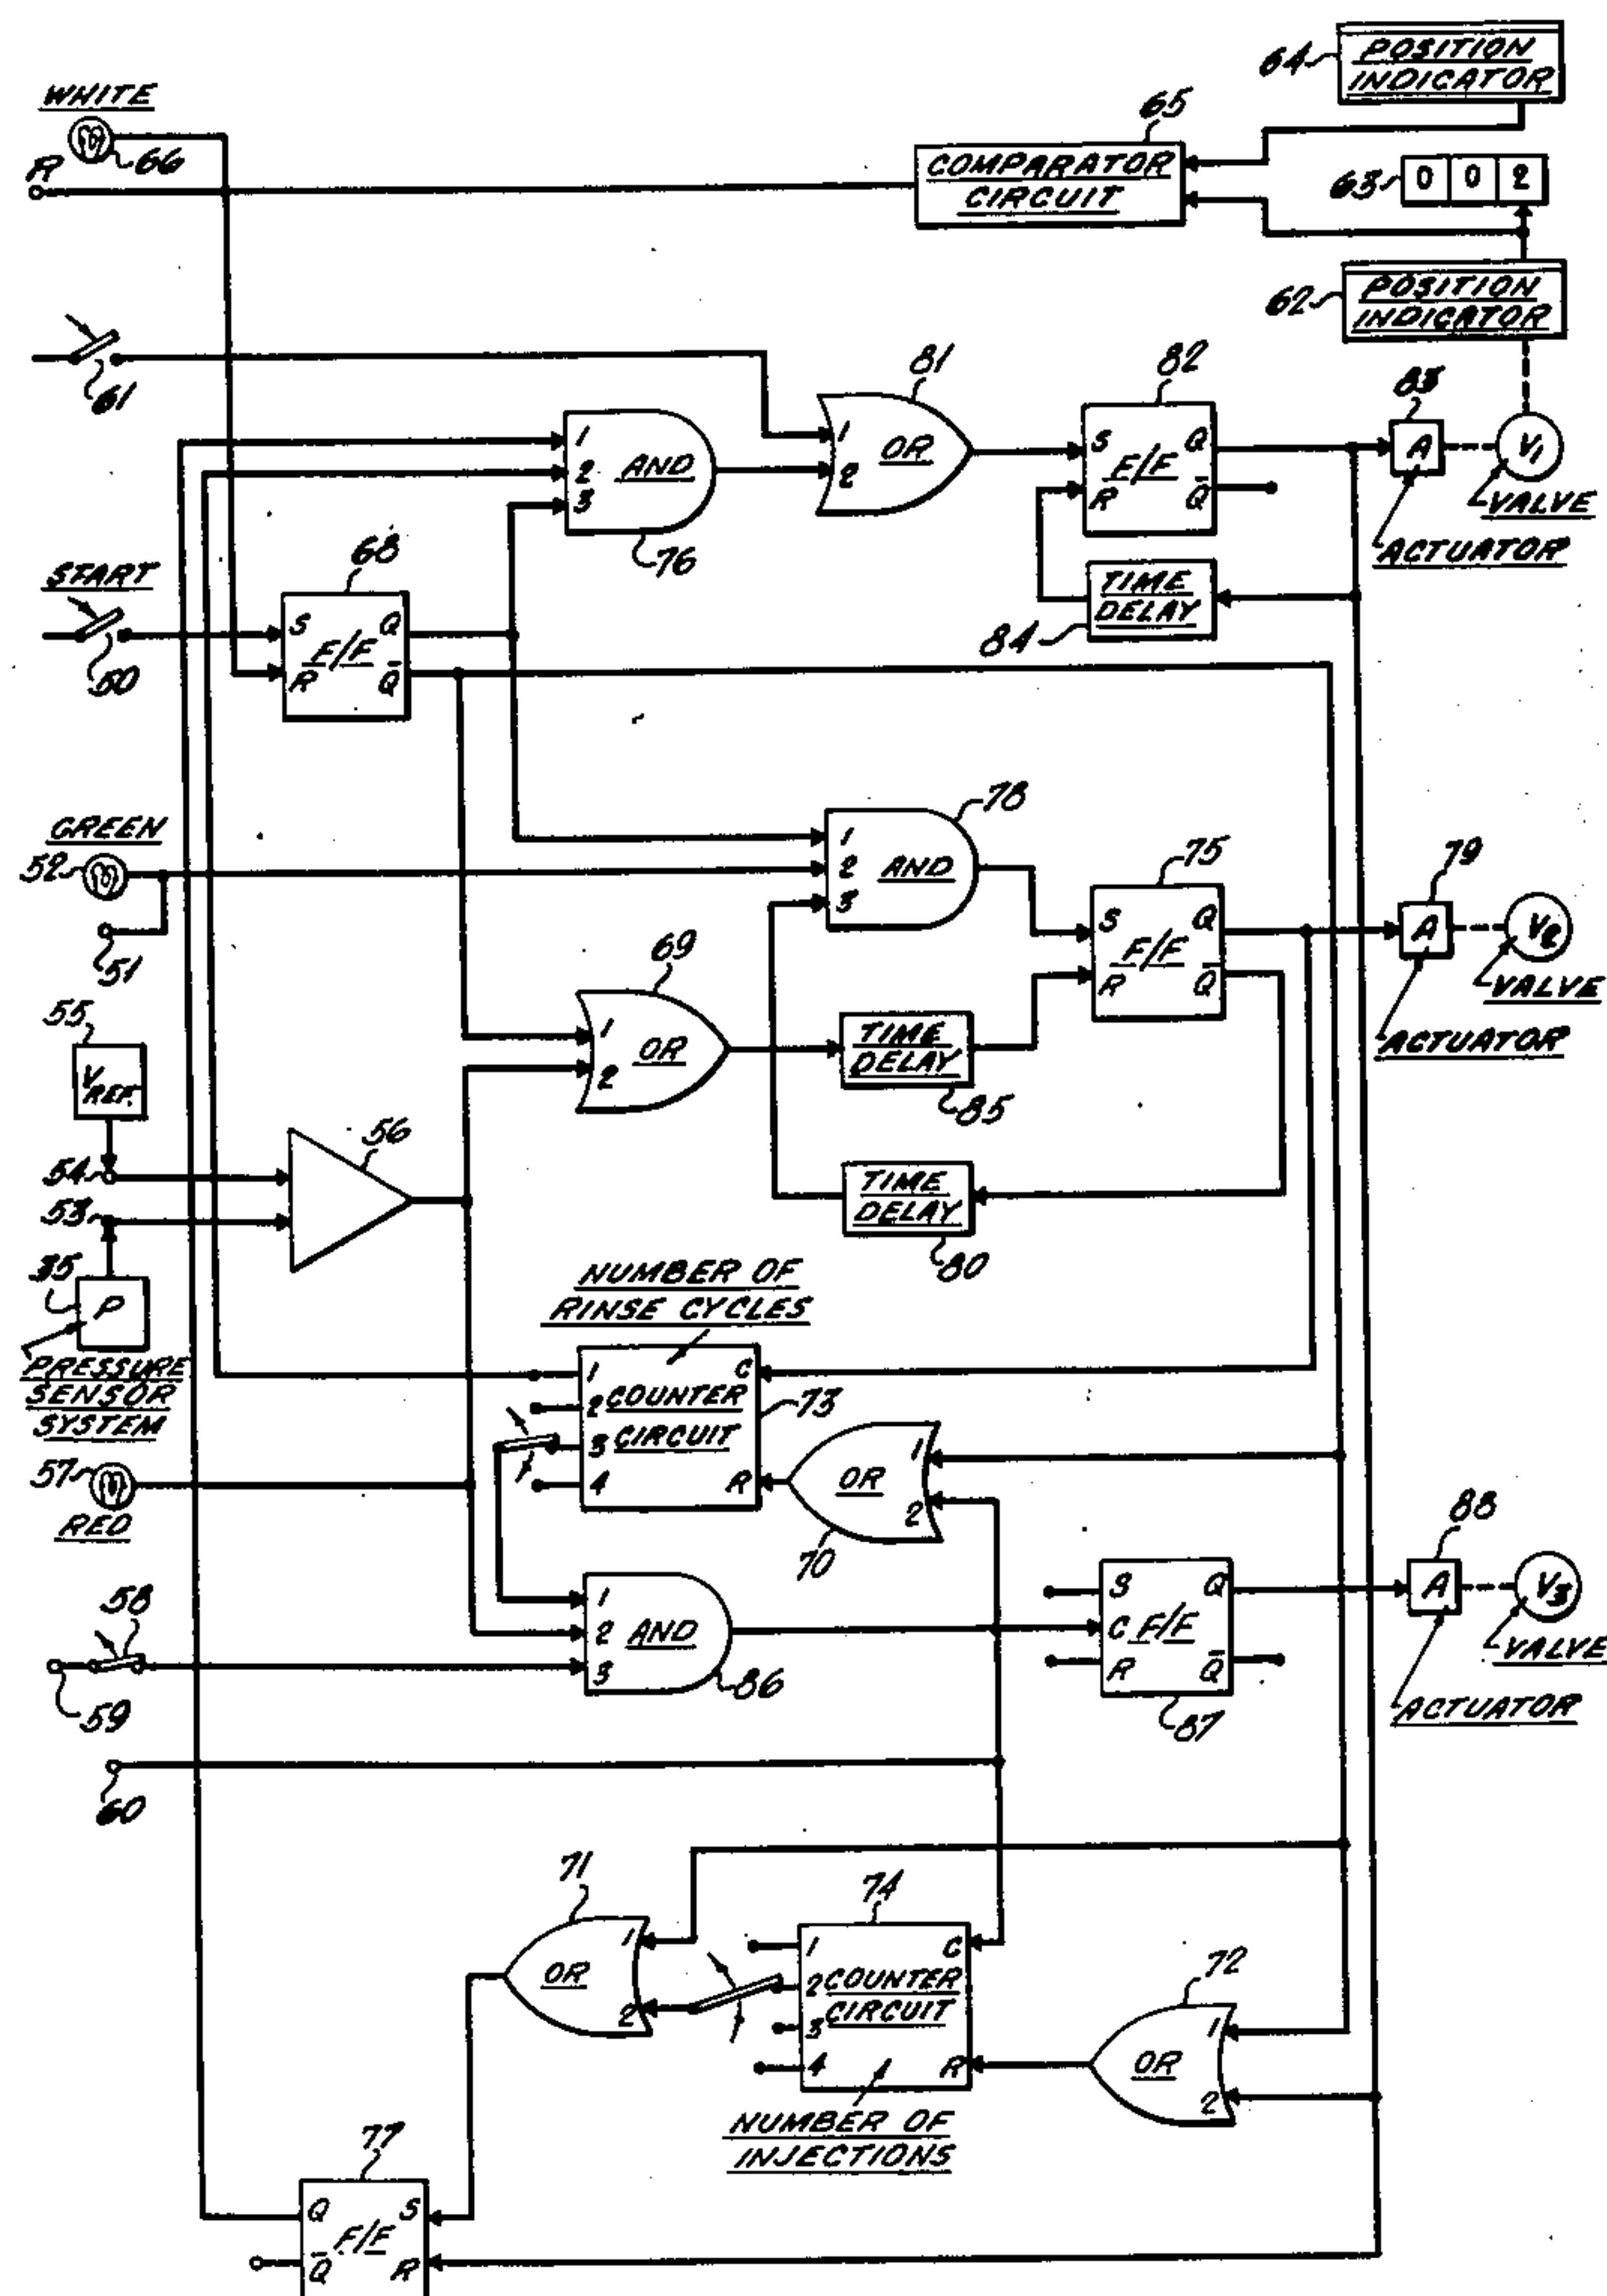 64
POSITION
INDICATOR
WHITE
66
R
65
COMPARATOR
CIRCUIT
63
0 0 2
62
POSITION
INDICATOR
61
1
2
3
AND
76
81
1
2
OR
82
S
R
F/F
Q
Q̅
83
A
V1
VALVE
ACTUATOR
START
50
68
S
R
F/F
Q
Q̅
TIME
DELAY
84
GREEN
52
51
78
1
2
3
AND
75
S
R
F/F
Q
Q̅
79
A
V2
VALVE
ACTUATOR
69
1
2
OR
TIME
DELAY
85
55
V
REF.
54
53
56
TIME
DELAY
80
35
P
PRESSURE
SENSOR
SYSTEM
NUMBER OF
RINSE CYCLES
1
2
3
4
COUNTER
CIRCUIT
C
R
73
OR
1
2
70
57
RED
58
59
1
2
3
AND
86
S
C
R
F/F
Q
Q̅
87
88
A
V3
VALVE
ACTUATOR
60
71
OR
1
2
74
1
2
3
4
COUNTER
CIRCUIT
C
R
NUMBER OF
INJECTIONS
72
OR
1
2
77
Q
Q̅
F/F
S
R